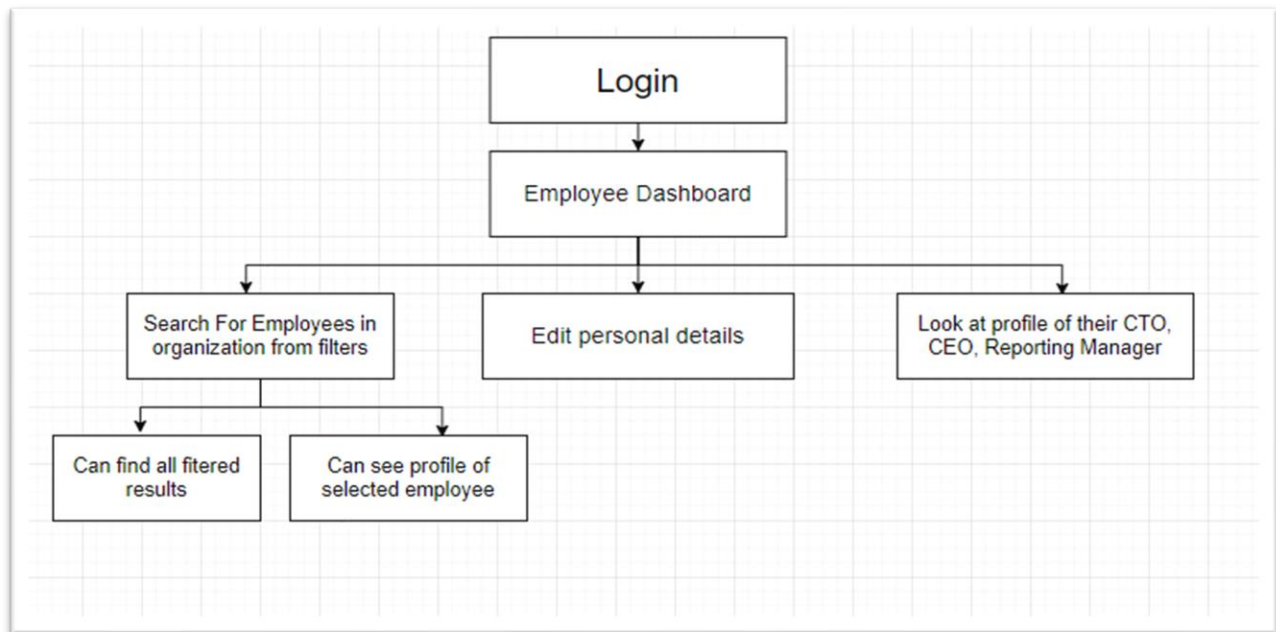 Login
Employee Dashboard
Search For Employees in
organization from filters
Edit personal details
Look at profile of their CTO,
CEO, Reporting Manager
Can find all fitered
results
Can see profile of
selected employee